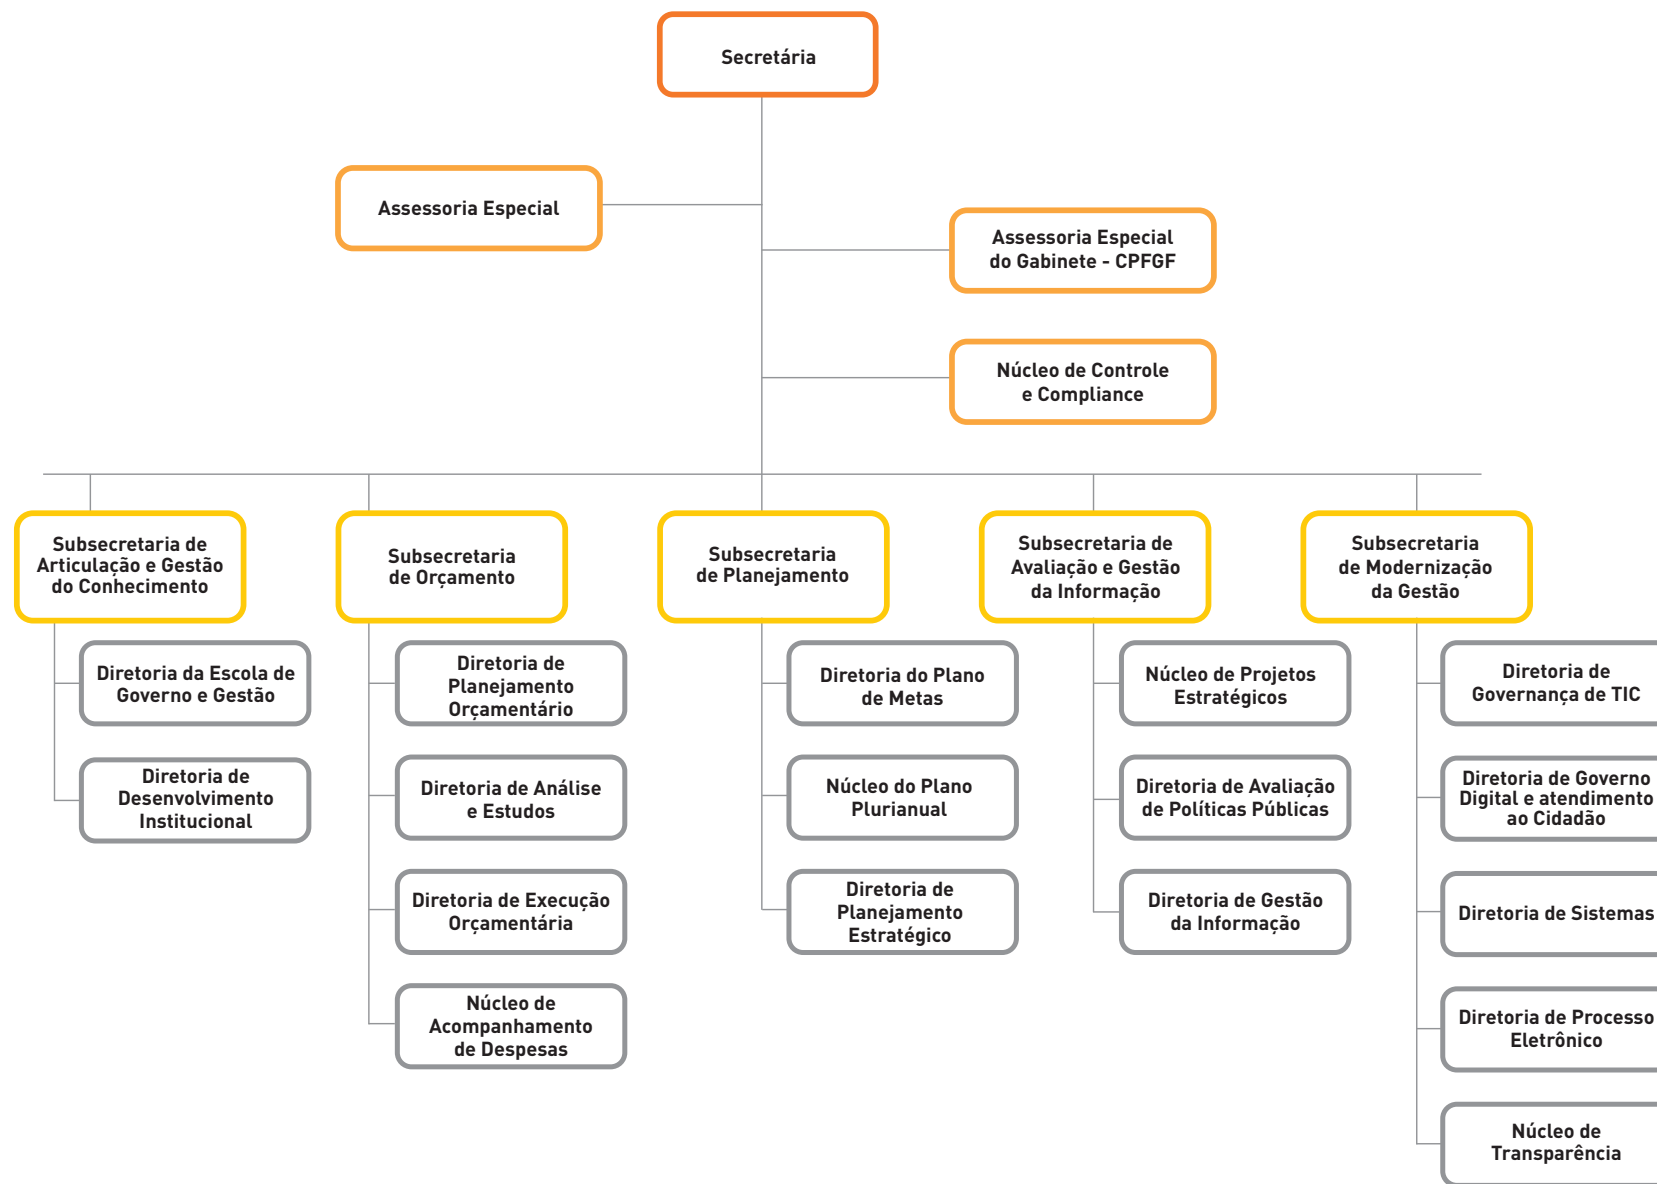 Secretária
Assessoria Especial
Assessoria Especial
do Gabinete - CPFGF
Núcleo de Controle
e Compliance
Subsecretaria de
Articulação e Gestão
do Conhecimento
Diretoria da Escola de
Governo e Gestão
Diretoria de
Desenvolvimento
Institucional
Subsecretaria
de Orçamento
Diretoria de
Planejamento
Orçamentário
Diretoria de Análise
e Estudos
Diretoria de Execução
Orçamentária
Núcleo de
Acompanhamento
de Despesas
Subsecretaria
de Planejamento
Diretoria do Plano
de Metas
Núcleo do Plano
Plurianual
Diretoria de
Planejamento
Estratégico
Subsecretaria de
Avaliação e Gestão
da Informação
Núcleo de Projetos
Estratégicos
Diretoria de Avaliação
de Políticas Públicas
Diretoria de Gestão
da Informação
Subsecretaria
de Modernização
da Gestão
Diretoria de
Governança de TIC
Diretoria de Governo
Digital e atendimento
ao Cidadão
Diretoria de Sistemas
Diretoria de Processo
Eletrônico
Núcleo de
Transparência